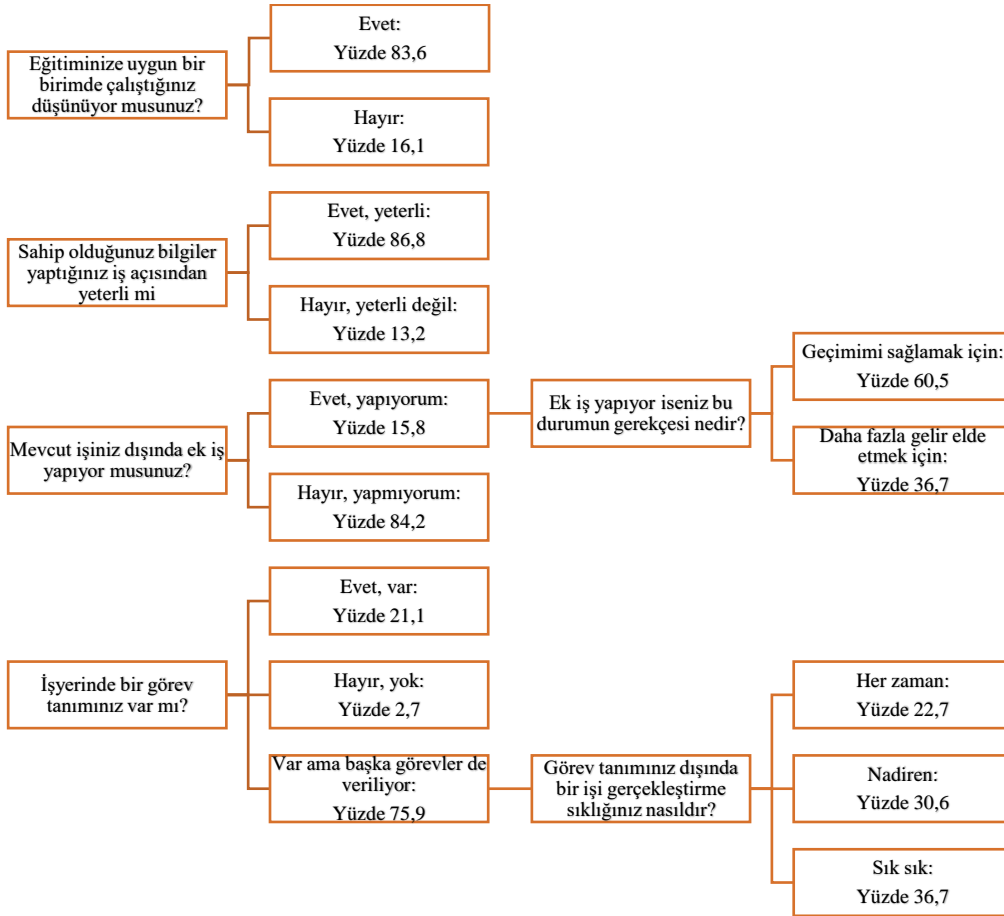 Eğitiminize uygun bir
birimde çalıştığınız
düşünüyor musunuz?
Evet:
Yüzde 83,6
Hayır:
Yüzde 16,1
Sahip olduğunuz bilgiler
yaptığınız iş açısından
yeterli mi
Evet, yeterli:
Yüzde 86,8
Hayır, yeterli değil:
Yüzde 13,2
Mevcut işiniz dışında ek iş
yapıyor musunuz?
Evet, yapıyorum:
Yüzde 15,8
Hayır, yapmıyorum:
Yüzde 84,2
Ek iş yapıyor iseniz bu
durumun gerekçesi nedir?
Geçimimi sağlamak için:
Yüzde 60,5
Daha fazla gelir elde
etmek için:
Yüzde 36,7
İşyerinde bir görev
tanımınız var mı?
Evet, var:
Yüzde 21,1
Hayır, yok:
Yüzde 2,7
Var ama başka görevler de
veriliyor:
Yüzde 75,9
Görev tanımınız dışında
bir işi gerçekleştirme
sıklığınız nasıldır?
Her zaman:
Yüzde 22,7
Nadiren:
Yüzde 30,6
Sık sık:
Yüzde 36,7